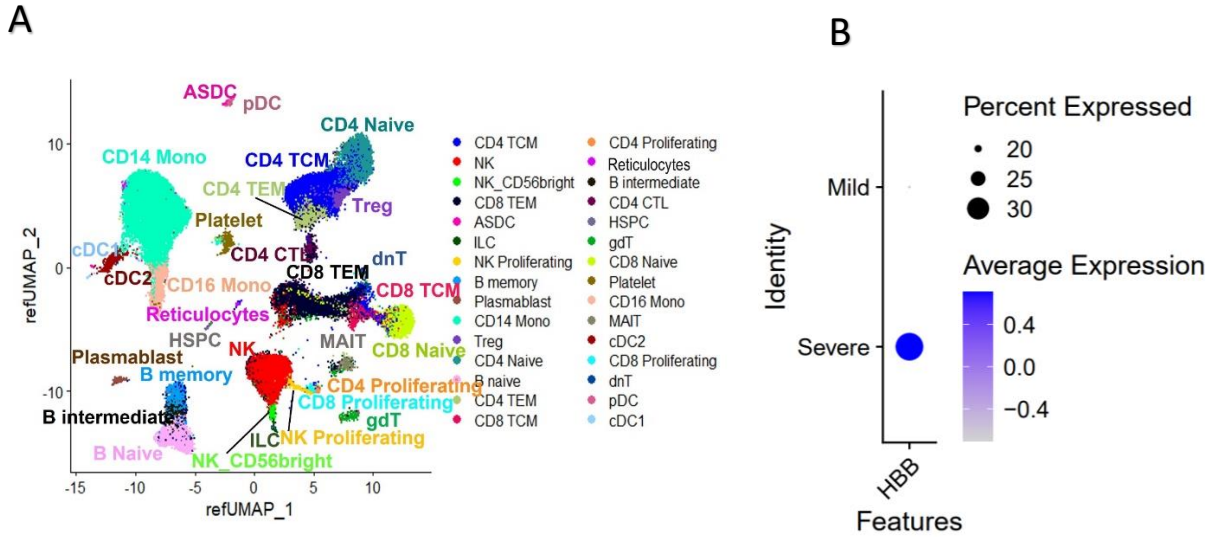 A
B
ASDC
pDC
CD4 Naive
CD14 Mono
CD4 TCM
CD4 TEM
Treg
Platelet
cDC1
CD4 CTL
dnT
cDC2
CD16 Mono
CD8 TEM
CD8 TCM
Reticulocytes
HSPC
NK
MAIT
CD8 Naive
Plasmablast
B memory
CD4 Proliferating
CD8 Proliferating
B intermediate
gdT
ILC
NK Proliferating
B Naive
NK_CD56bright
10
0
-10
refUMAP_2
-15
-10
-5
0
5
10
refUMAP_1
CD4 TCM
NK
NK_CD56bright
CD8 TEM
ASDC
ILC
NK Proliferating
B memory
Plasmablast
CD14 Mono
Treg
CD4 Naive
B naive
CD4 TEM
CD8 TCM
CD4 Proliferating
Reticulocytes
B intermediate
CD4 CTL
HSPC
gdT
CD8 Naive
Platelet
CD16 Mono
MAIT
cDC2
CD8 Proliferating
dnT
pDC
cDC1
Identity
Mild
Severe
HBB
Features
Percent Expressed
20
25
30
Average Expression
0.4
0.0
−0.4